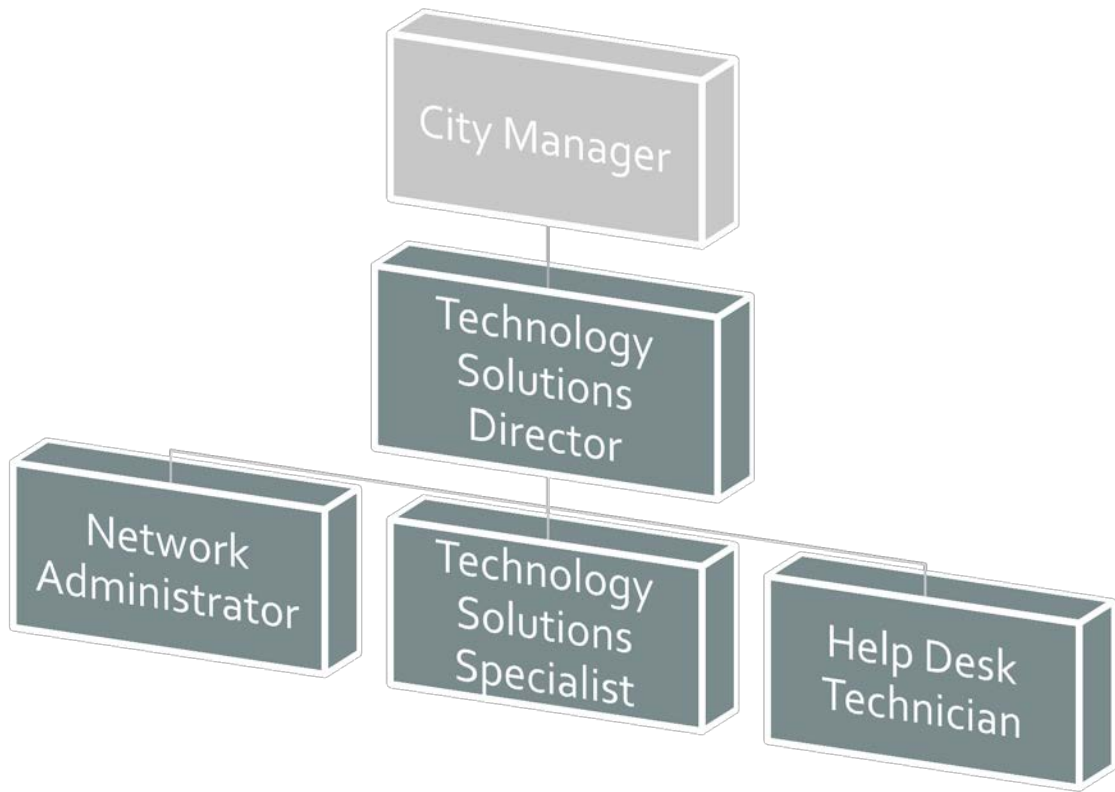 City Manager
Technology
Solutions
Director
Network
Administrator
Technology
Solutions
Specialist
Help Desk
Technician